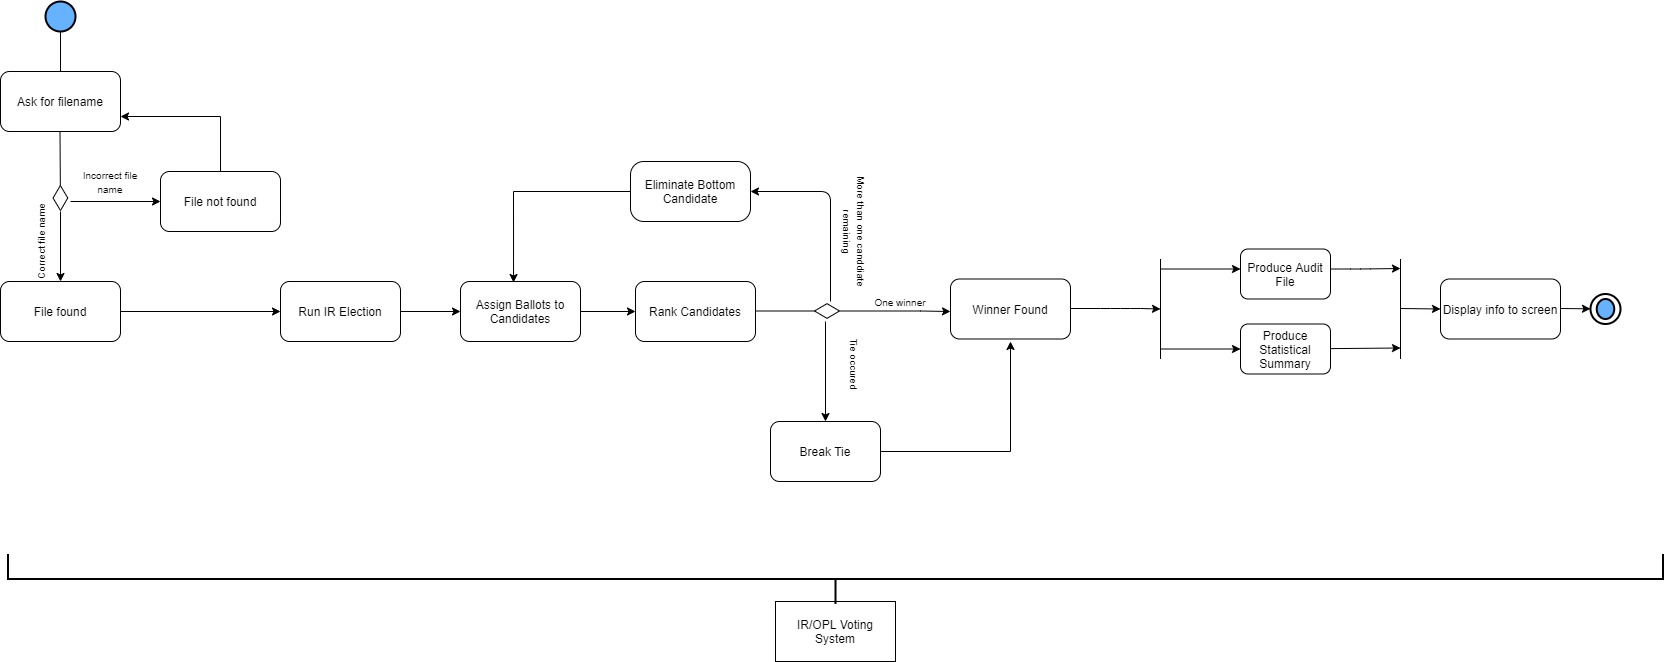 Ask for filename
Incorrect file
name
File not found
Correct file name
File found
Run IR Election
Assign Ballots to
Candidates
Eliminate Bottom
Candidate
Rank Candidates
More than one canddiate
remaining
One winner
Tie occured
Break Tie
Winner Found
Produce Audit
File
Produce
Statistical
Summary
Display info to screen
IR/OPL Voting
System